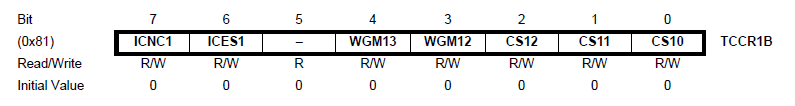 Bit 7 6 5 4 3 2 1 0
(0x81) ICNC1 ICES1 – WGM13 WGM12 CS12 CS11 CS10 TCCR1B
Read/Write R/W R/W R R/W R/W R/W R/W R/W
Initial Value 0 0 0 0 0 0 0 0